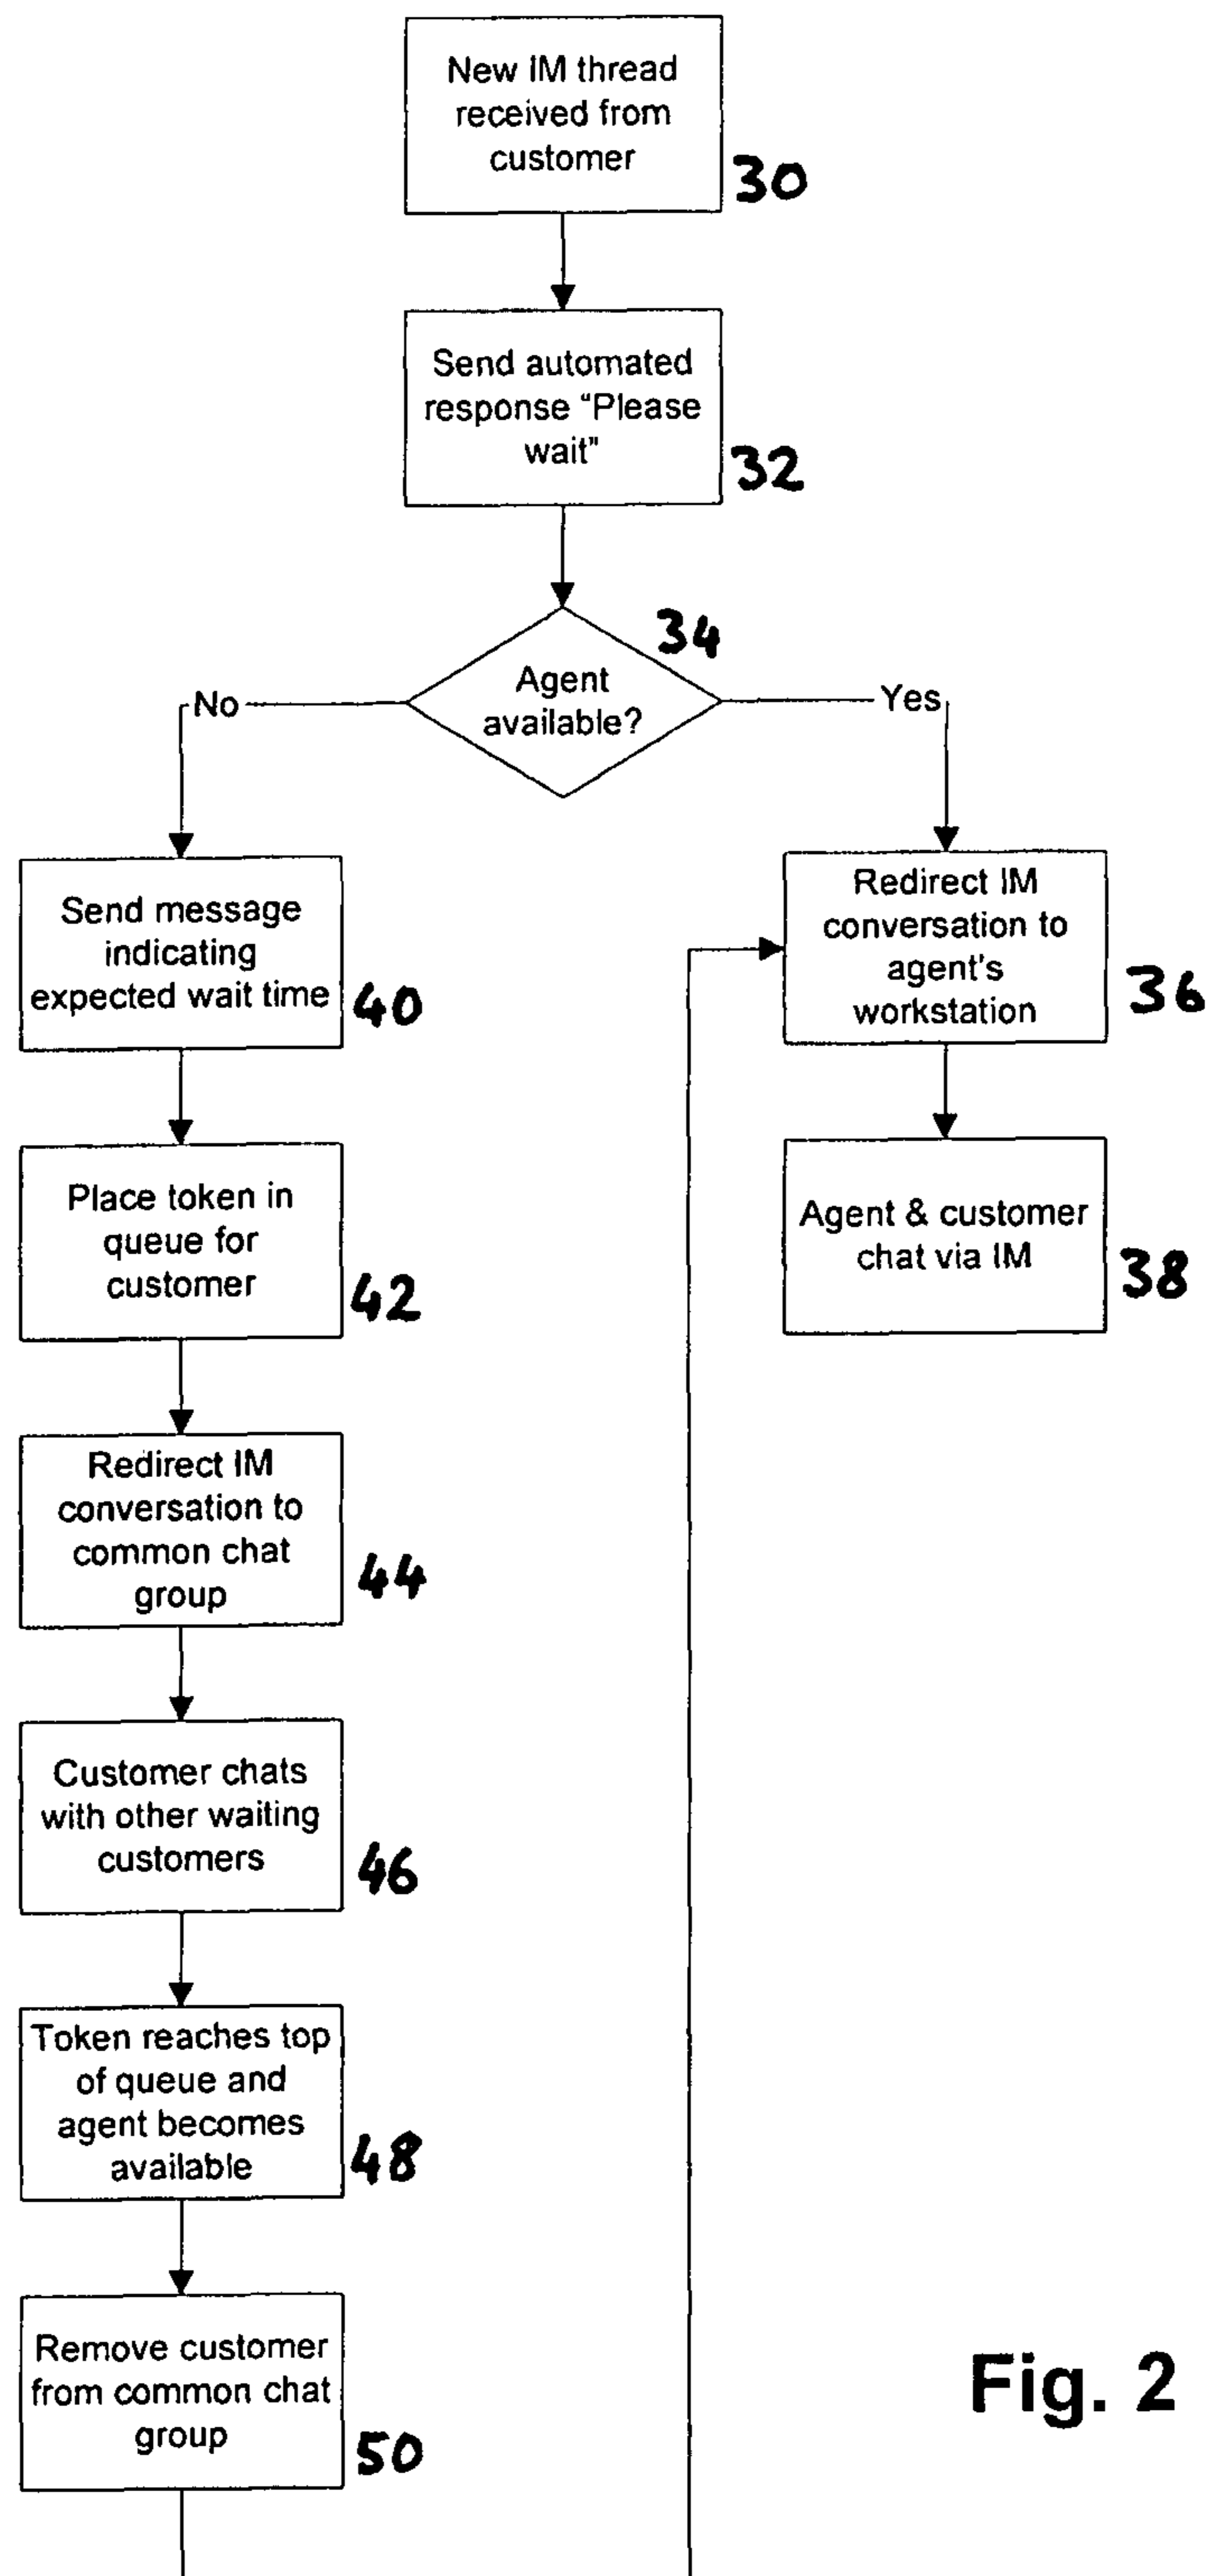 New IM thread
received from
customer
30
Send automated
response “Please
wait”
32
34
Agent
available?
No
Yes
Send message
indicating
expected wait time
40
Redirect IM
conversation to
agent's
workstation
36
Place token in
queue for
customer
42
Agent & customer
chat via IM
38
Redirect IM
conversation to
common chat
group
44
Customer chats
with other waiting
customers
46
Token reaches top
of queue and
agent becomes
available
48
Remove customer
from common chat
group
50
Fig. 2